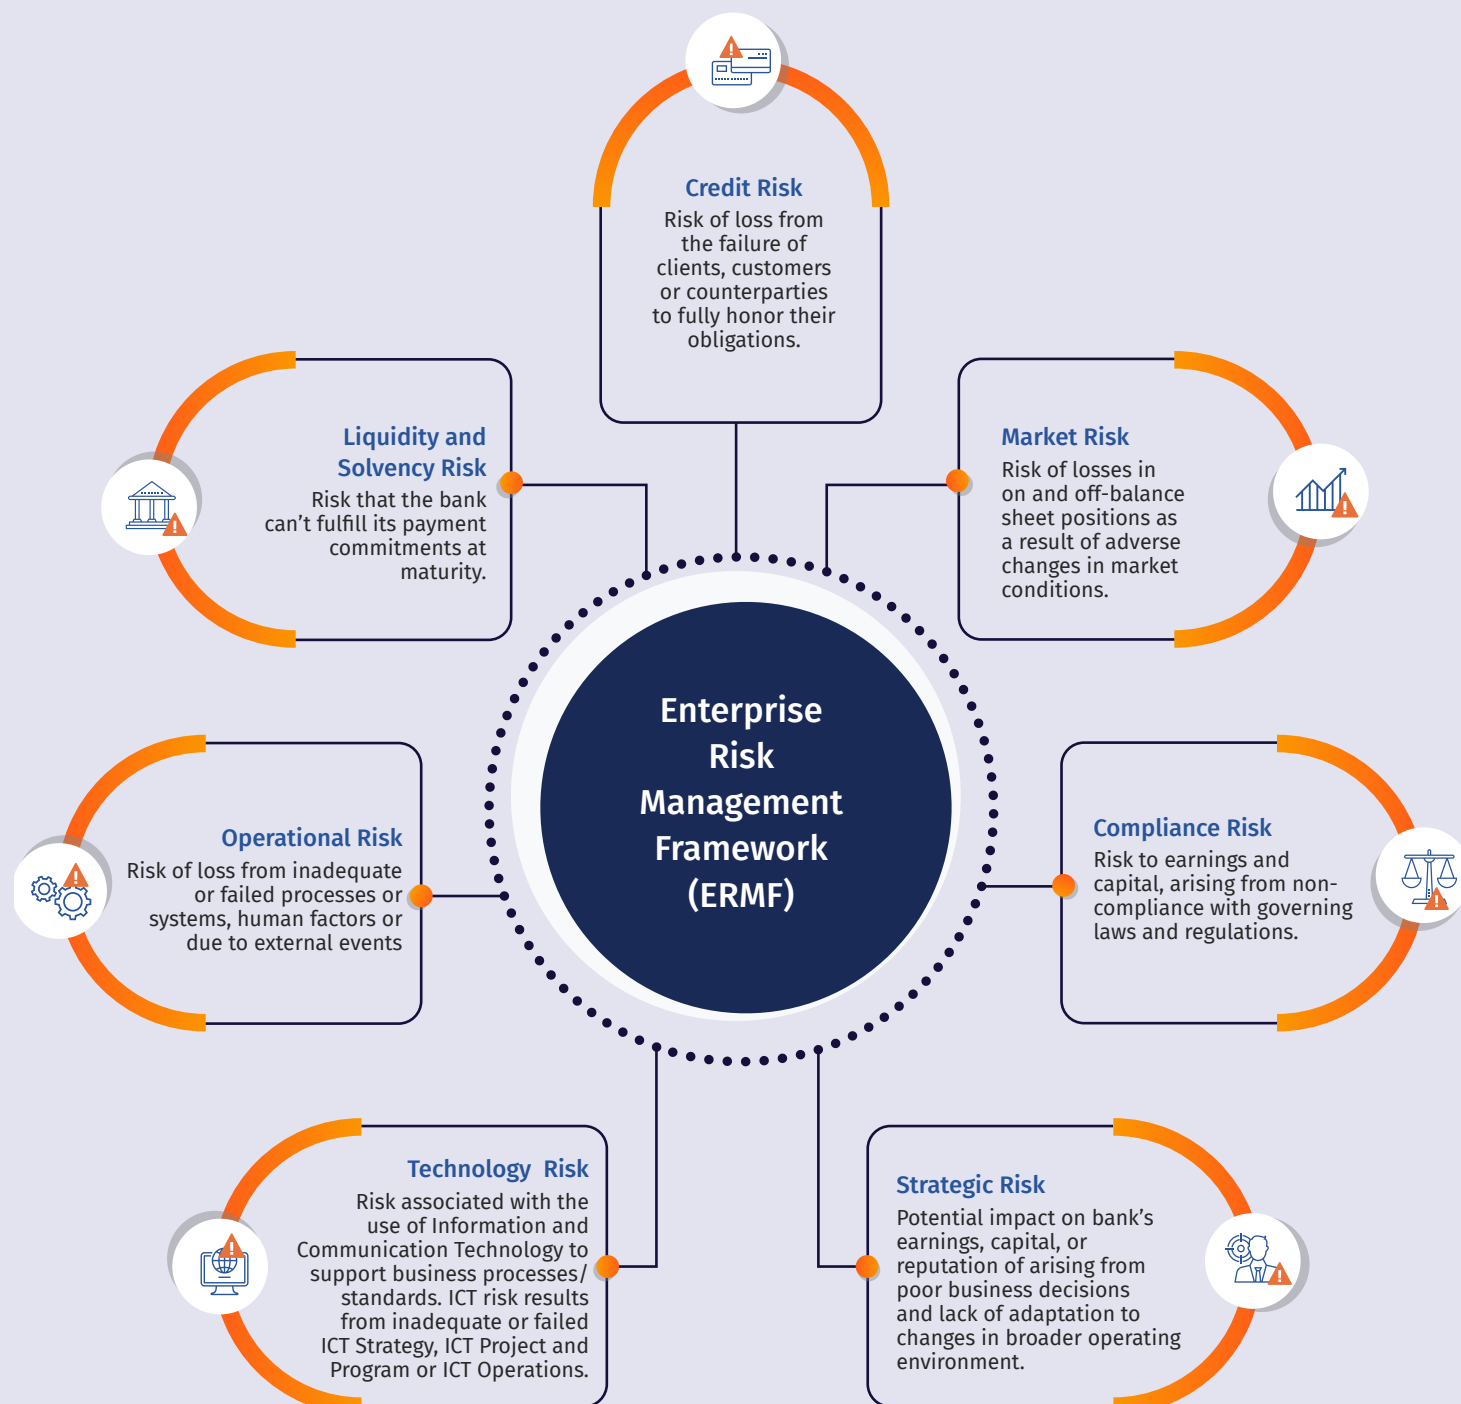 Credit Risk
Risk of loss from
the failure of
clients, customers
or counterparties
to fully honor their
obligations.
Liquidity and
Solvency Risk
Risk that the bank
can’t fulfill its payment
commitments at
maturity.
Market Risk
Risk of losses in
on and off-balance
sheet positions as
a result of adverse
changes in market
conditions.
Enterprise
Risk
Management
Framework
(ERMF)
Operational Risk
Risk of loss from inadequate
or failed processes or
systems, human factors or
due to external events
Compliance Risk
Risk to earnings and
capital, arising from non-
compliance with governing
laws and regulations.
Technology  Risk
Risk associated with the
use of Information and
Communication Technology to
support business processes/
standards. ICT risk results
from inadequate or failed
ICT Strategy, ICT Project and
Program or ICT Operations.
Strategic Risk
Potential impact on bank’s
earnings, capital, or
reputation of arising from
poor business decisions
and lack of adaptation to
changes in broader operating
environment.